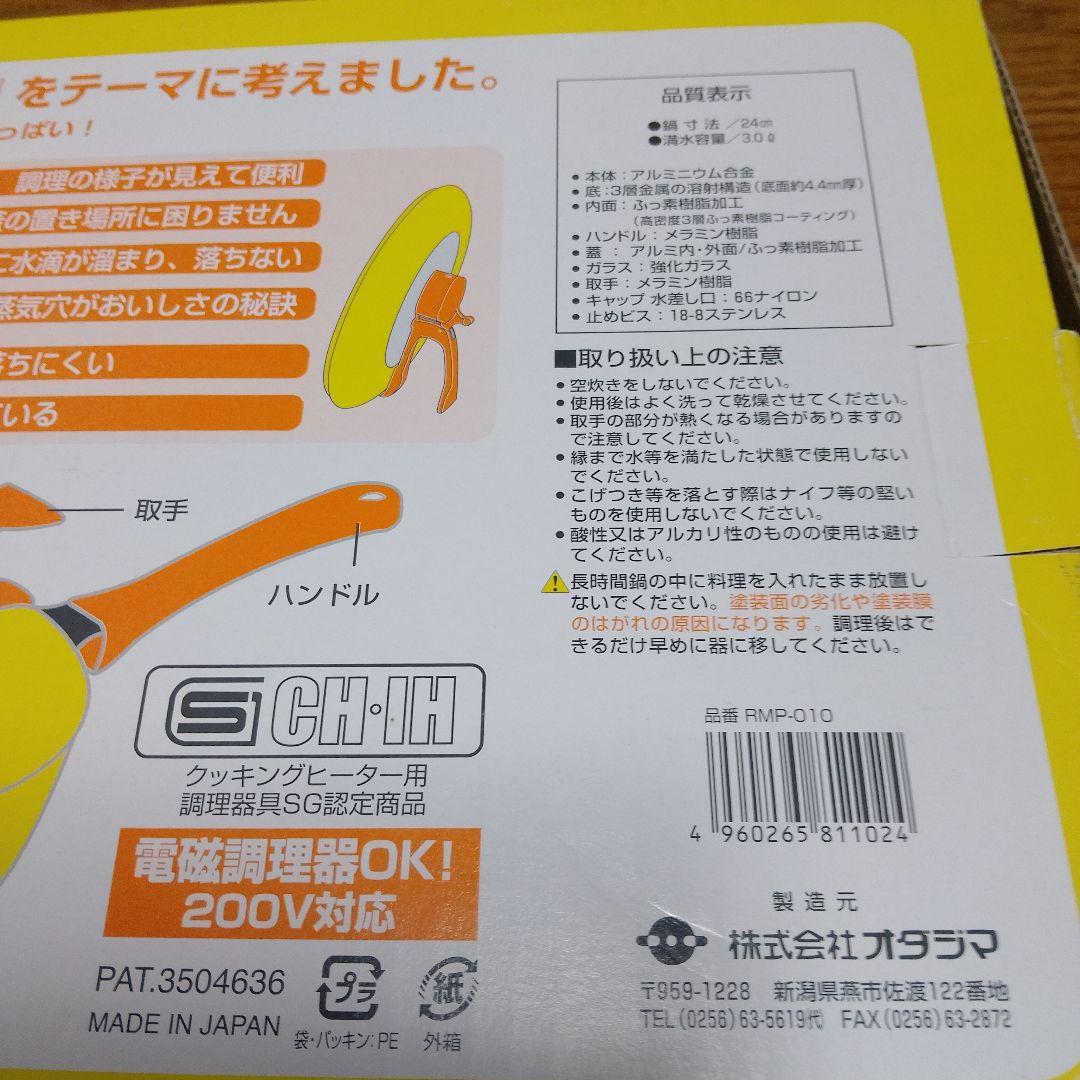 をテーマに考えました。
っぱい！
調理の様子が見えて便利
の置き場所に困りません
に水滴が溜まり、落ちない
蒸気穴がおいしさの秘訣
落ちにくい
ている
取手
ハンドル
SG CH·IH
クッキングヒーター用
調理器具SG認定商品
電磁調理器OK!
200V対応
PAT.3504636
MADE IN JAPAN
プラ
袋・パッキン:PE
紙
外箱
品質表示
●鍋寸法／24㎝
●満水容量／3.0ℓ
• 本体：アルミニウム合金
• 底：3層金属の溶射構造（底面約4.4㎜厚）
• 内面：ふっ素樹脂加工
（高密度3層ふっ素樹脂コーティング）
• ハンドル：メラミン樹脂
• 蓋：アルミ内・外面/ふっ素樹脂加工
• ガラス：強化ガラス
• 取手：メラミン樹脂
• キャップ 水差し口：66ナイロン
• 止めビス：18-8ステンレス
■取り扱い上の注意
• 空炊きをしないでください。
• 使用後はよく洗って乾燥させてください。
• 取手の部分が熱くなる場合がありますの
で注意してください。
• 縁まで水等を満たした状態で使用しない
でください。
• こげつき等を落とす際はナイフ等の堅い
ものを使用しないでください。
• 酸性又はアルカリ性のものの使用は避け
てください。
長時間鍋の中に料理を入れたまま放置し
ないでください。塗装面の劣化や塗装膜
のはがれの原因になります。調理後はで
きるだけ早めに器に移してください。
品番 RMP-010
4 960265 811024
製造元
株式会社 オダジマ
〒959-1228 新潟県燕市佐渡122番地
TEL(0256)63-5619代) FAX(0256)63-2872